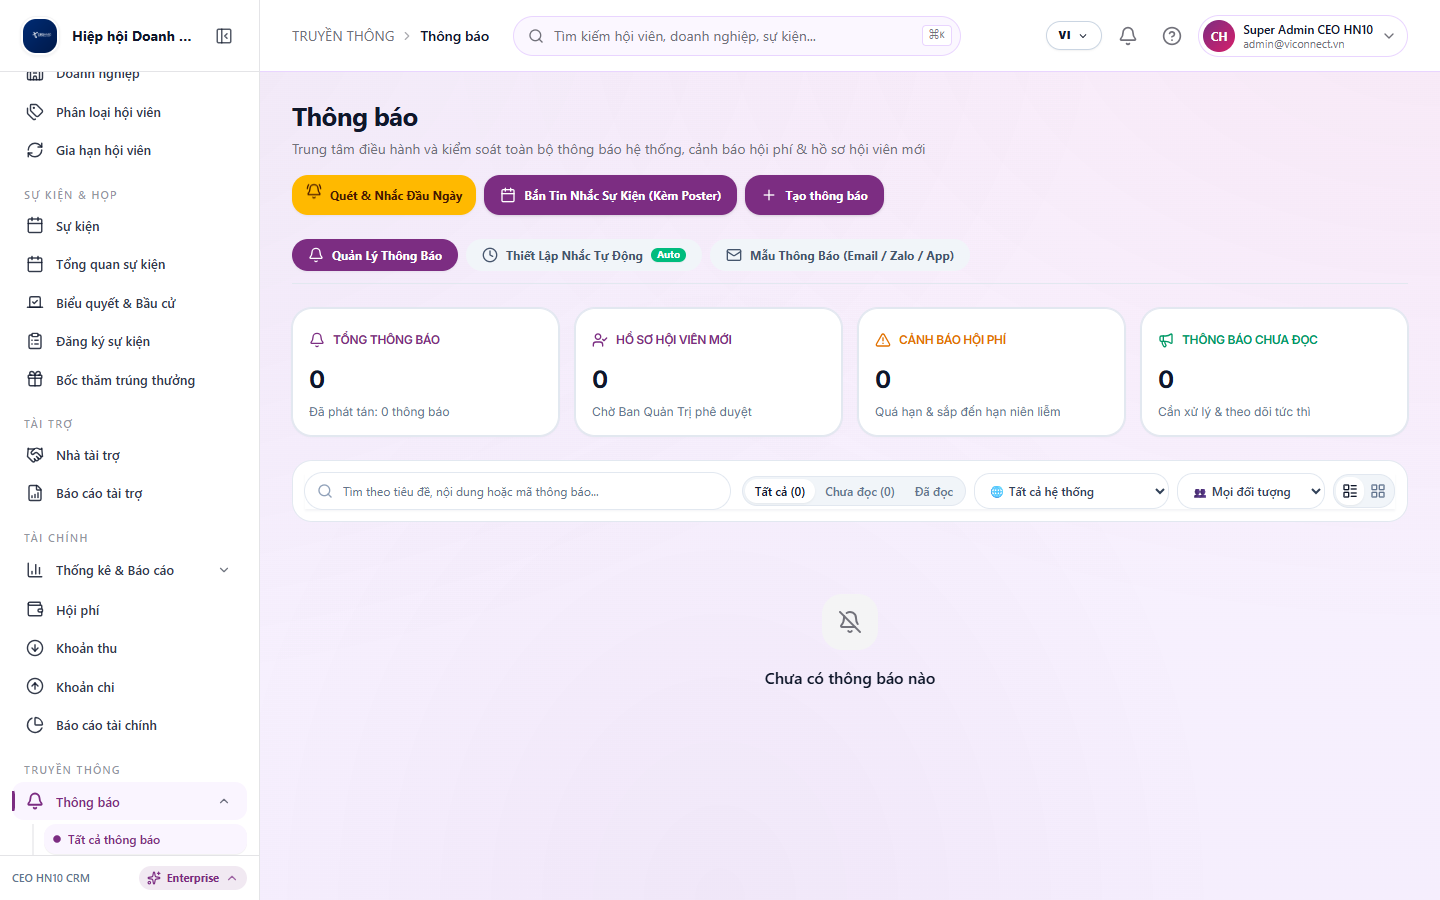 Hiệp hội Doanh ...
TRUYỀN THÔNG > Thông báo
Tìm kiếm hội viên, doanh nghiệp, sự kiện...
⌘K
VI
CH
Super Admin CEO HN10
admin@viconnect.vn
Doanh nghiệp
Phân loại hội viên
Gia hạn hội viên
SỰ KIỆN & HỌP
Sự kiện
Tổng quan sự kiện
Biểu quyết & Bầu cử
Đăng ký sự kiện
Bốc thăm trúng thưởng
TÀI TRỢ
Nhà tài trợ
Báo cáo tài trợ
TÀI CHÍNH
Thống kê & Báo cáo
Hội phí
Khoản thu
Khoản chi
Báo cáo tài chính
TRUYỀN THÔNG
Thông báo
Tất cả thông báo
CEO HN10 CRM
Enterprise
Thông báo
Trung tâm điều hành và kiểm soát toàn bộ thông báo hệ thống, cảnh báo hội phí & hồ sơ hội viên mới
Quét & Nhắc Đầu Ngày
Bắn Tin Nhắc Sự Kiện (Kèm Poster)
Tạo thông báo
Quản Lý Thông Báo
Thiết Lập Nhắc Tự Động Auto
Mẫu Thông Báo (Email / Zalo / App)
TỔNG THÔNG BÁO
0
Đã phát tán: 0 thông báo
HỒ SƠ HỘI VIÊN MỚI
0
Chờ Ban Quản Trị phê duyệt
CẢNH BÁO HỘI PHÍ
0
Quá hạn & sắp đến hạn niên liễm
THÔNG BÁO CHƯA ĐỌC
0
Cần xử lý & theo dõi tức thì
Tìm theo tiêu đề, nội dung hoặc mã thông báo...
Tất cả (0)
Chưa đọc (0)
Đã đọc
Tất cả hệ thống
Mọi đối tượng
Chưa có thông báo nào